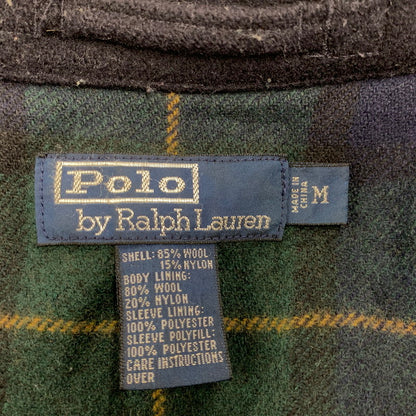 Polo
by Ralph Lauren
MADE IN
CHINA
M
SHELL: 85% WOOL
15% NYLON
BODY LINING:
80% WOOL
20% NYLON
SLEEVE LINING:
100% POLYESTER
SLEEVE POLYFILL:
100% POLYESTER
CARE INSTRUCTIONS
OVER